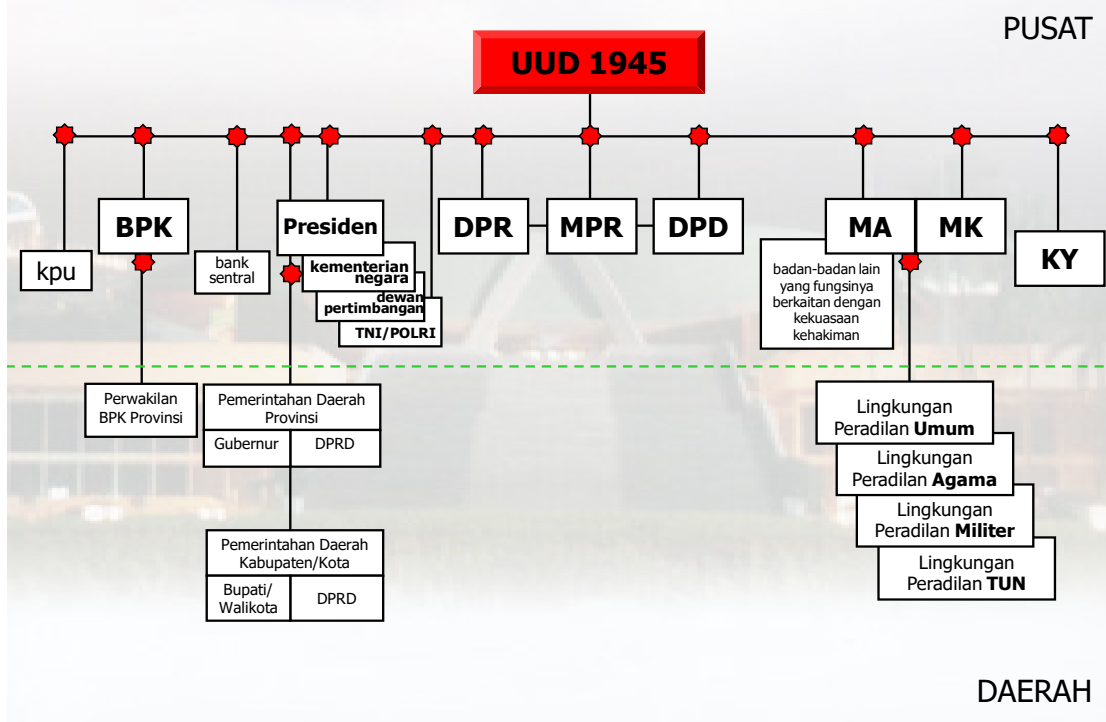 PUSAT
UUD 1945
kpu
BPK
bank
sentral
Presiden
kementerian
negara
dewan
pertimbangan
TNI/POLRI
DPR
MPR
DPD
MA
MK
KY
badan-badan lain
yang fungsinya
berkaitan dengan
kekuasaan
kehakiman
Perwakilan
BPK Provinsi
Pemerintahan Daerah
Provinsi
Gubernur
DPRD
Pemerintahan Daerah
Kabupaten/Kota
Bupati/
Walikota
DPRD
Lingkungan
Peradilan Umum
Lingkungan
Peradilan Agama
Lingkungan
Peradilan Militer
Lingkungan
Peradilan TUN
DAERAH